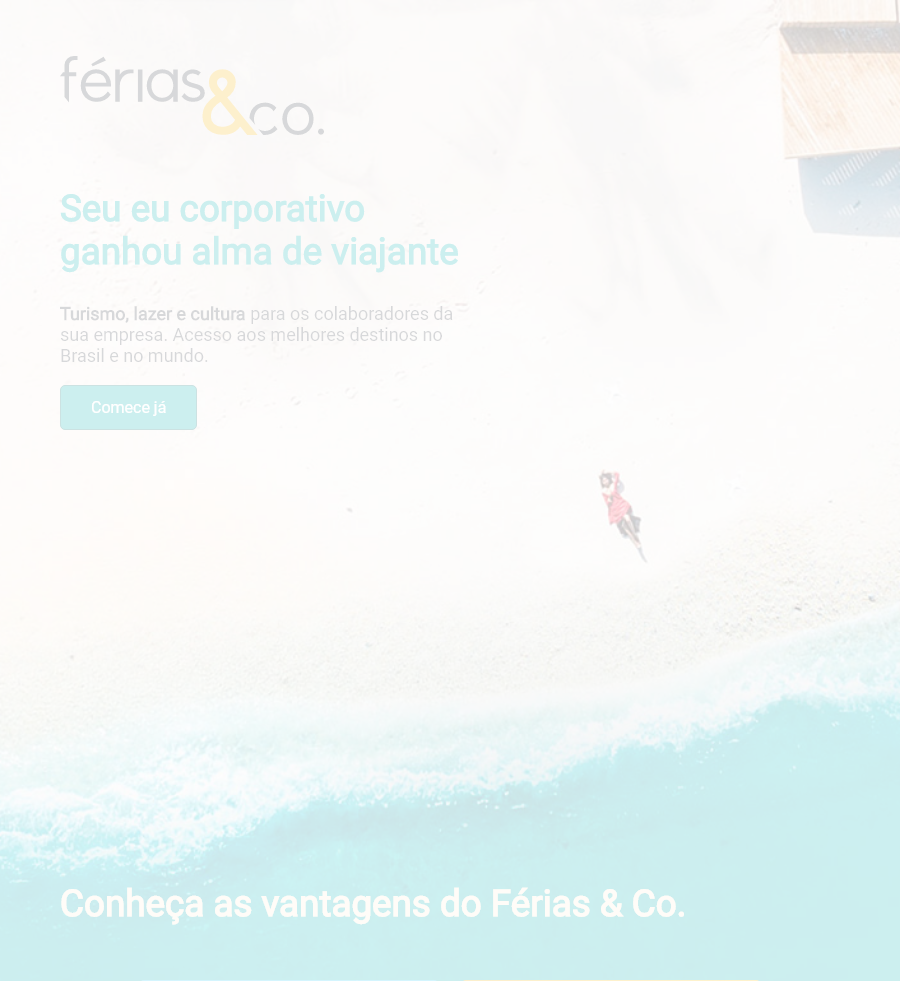 férias
&co.
Seu eu corporativo
ganhou alma de viajante
Turismo, lazer e cultura para os colaboradores da
sua empresa. Acesso aos melhores destinos no
Brasil e no mundo.
Comece já
Conheça as vantagens do Férias & Co.